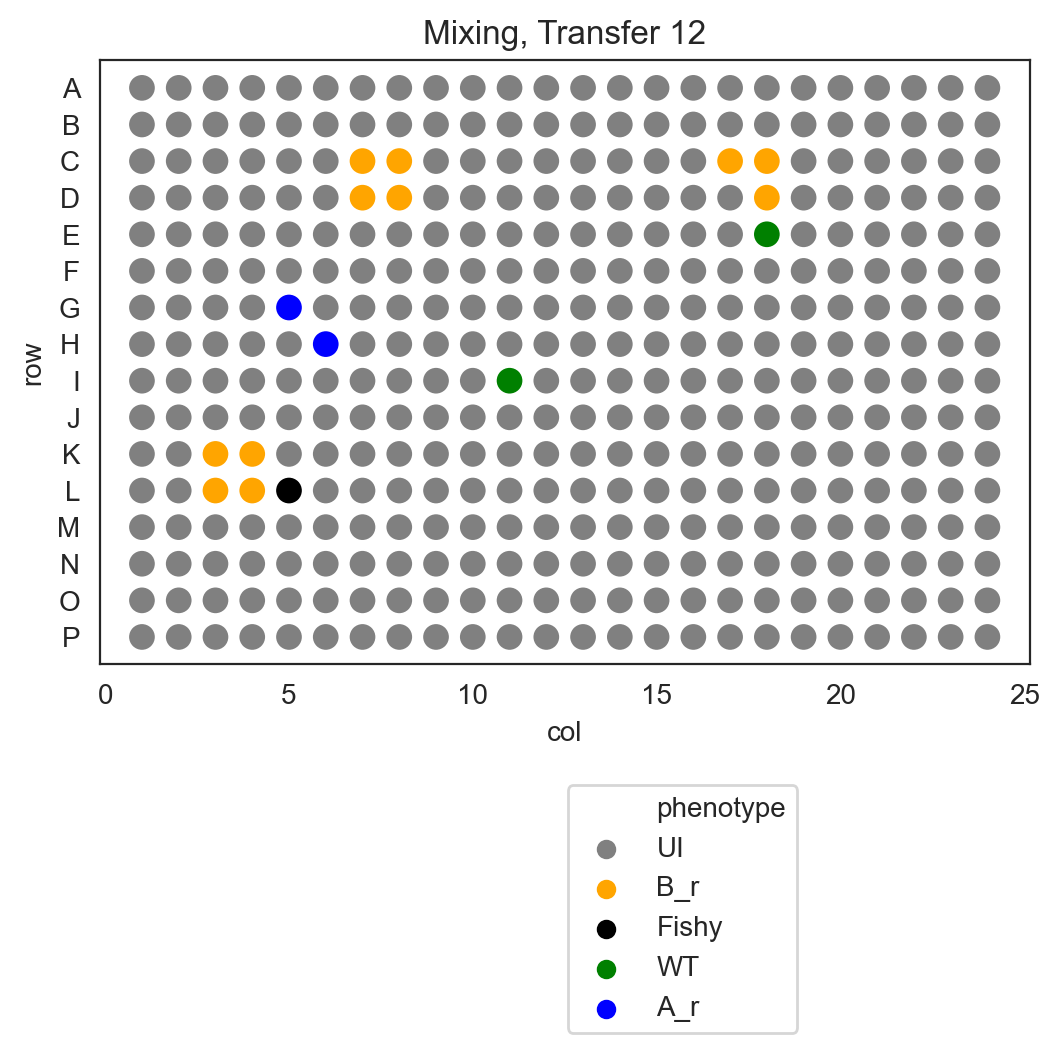 Mixing, Transfer 12
A
B
C
D
E
F
G
H
I
J
K
L
M
N
O
P
row
0 5 10 15 20 25
col
phenotype
UI
B_r
Fishy
WT
A_r